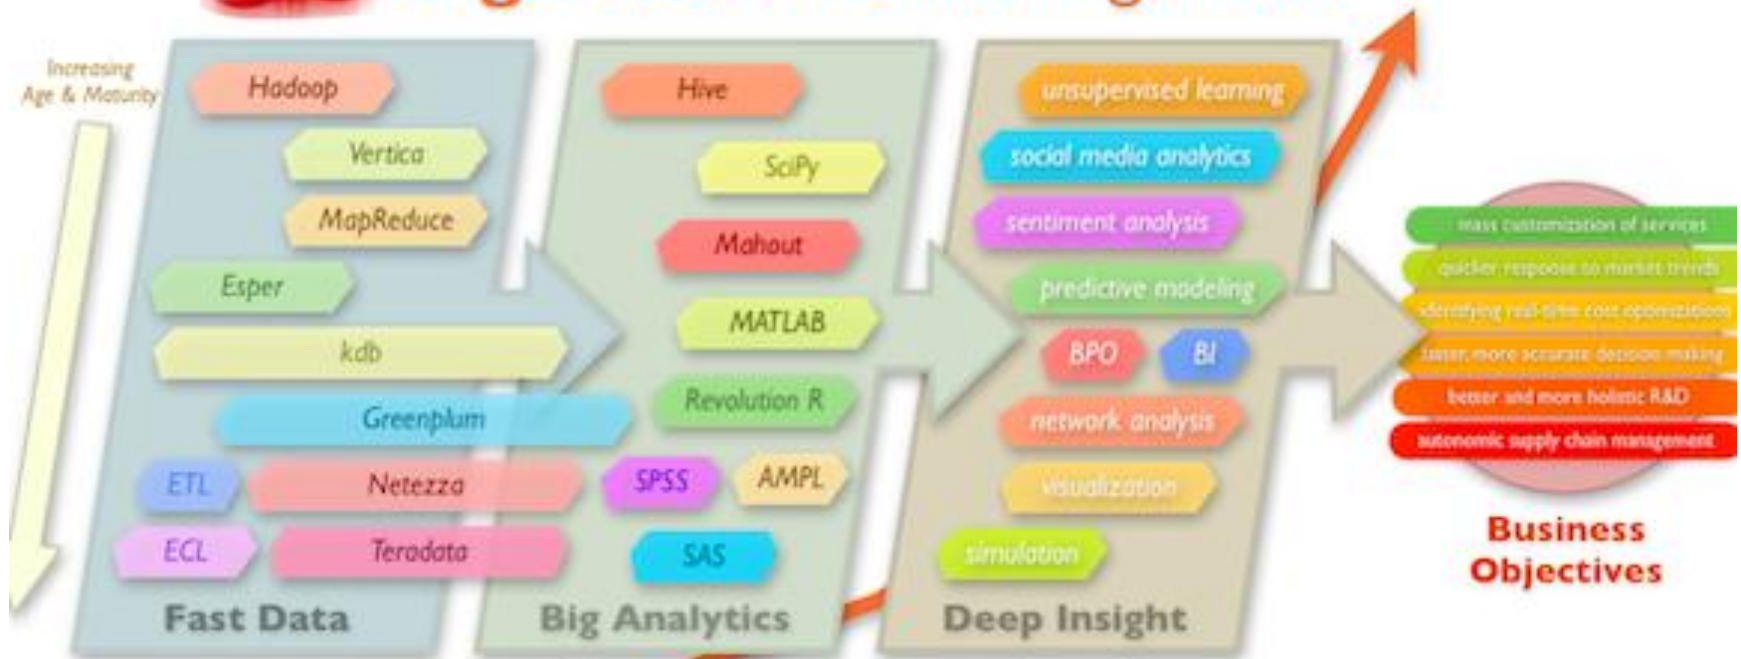 Increasing
Age & Maturity
Hadoop
Vertica
MapReduce
Esper
kdb
Greenplum
ETL
Netezza
ECL
Teradata
Fast Data
Hive
SciPy
Mahout
MATLAB
Revolution R
SPSS
AMPL
SAS
Big Analytics
unsupervised learning
social media analytics
sentiment analysis
predictive modeling
BPO
BI
network analysis
visualization
simulation
Deep Insight
mass customization of services
quicker response to market trends
identifying real-time cost optimizations
faster, more accurate decision making
better and more holistic R&D
autonomic supply chain management
Business
Objectives